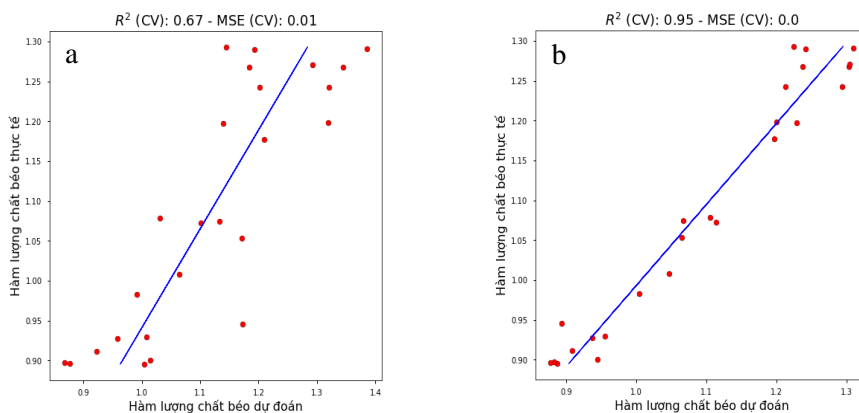 R² (CV): 0.67 - MSE (CV): 0.01
a
1.30
1.25
1.20
1.15
1.10
1.05
1.00
0.95
0.90
Hàm lượng chất béo thực tế
0.9 1.0 1.1 1.2 1.3 1.4
Hàm lượng chất béo dự đoán
R² (CV): 0.95 - MSE (CV): 0.0
b
1.30
1.25
1.20
1.15
1.10
1.05
1.00
0.95
0.90
Hàm lượng chất béo thực tế
0.9 1.0 1.1 1.2 1.3
Hàm lượng chất béo dự đoán